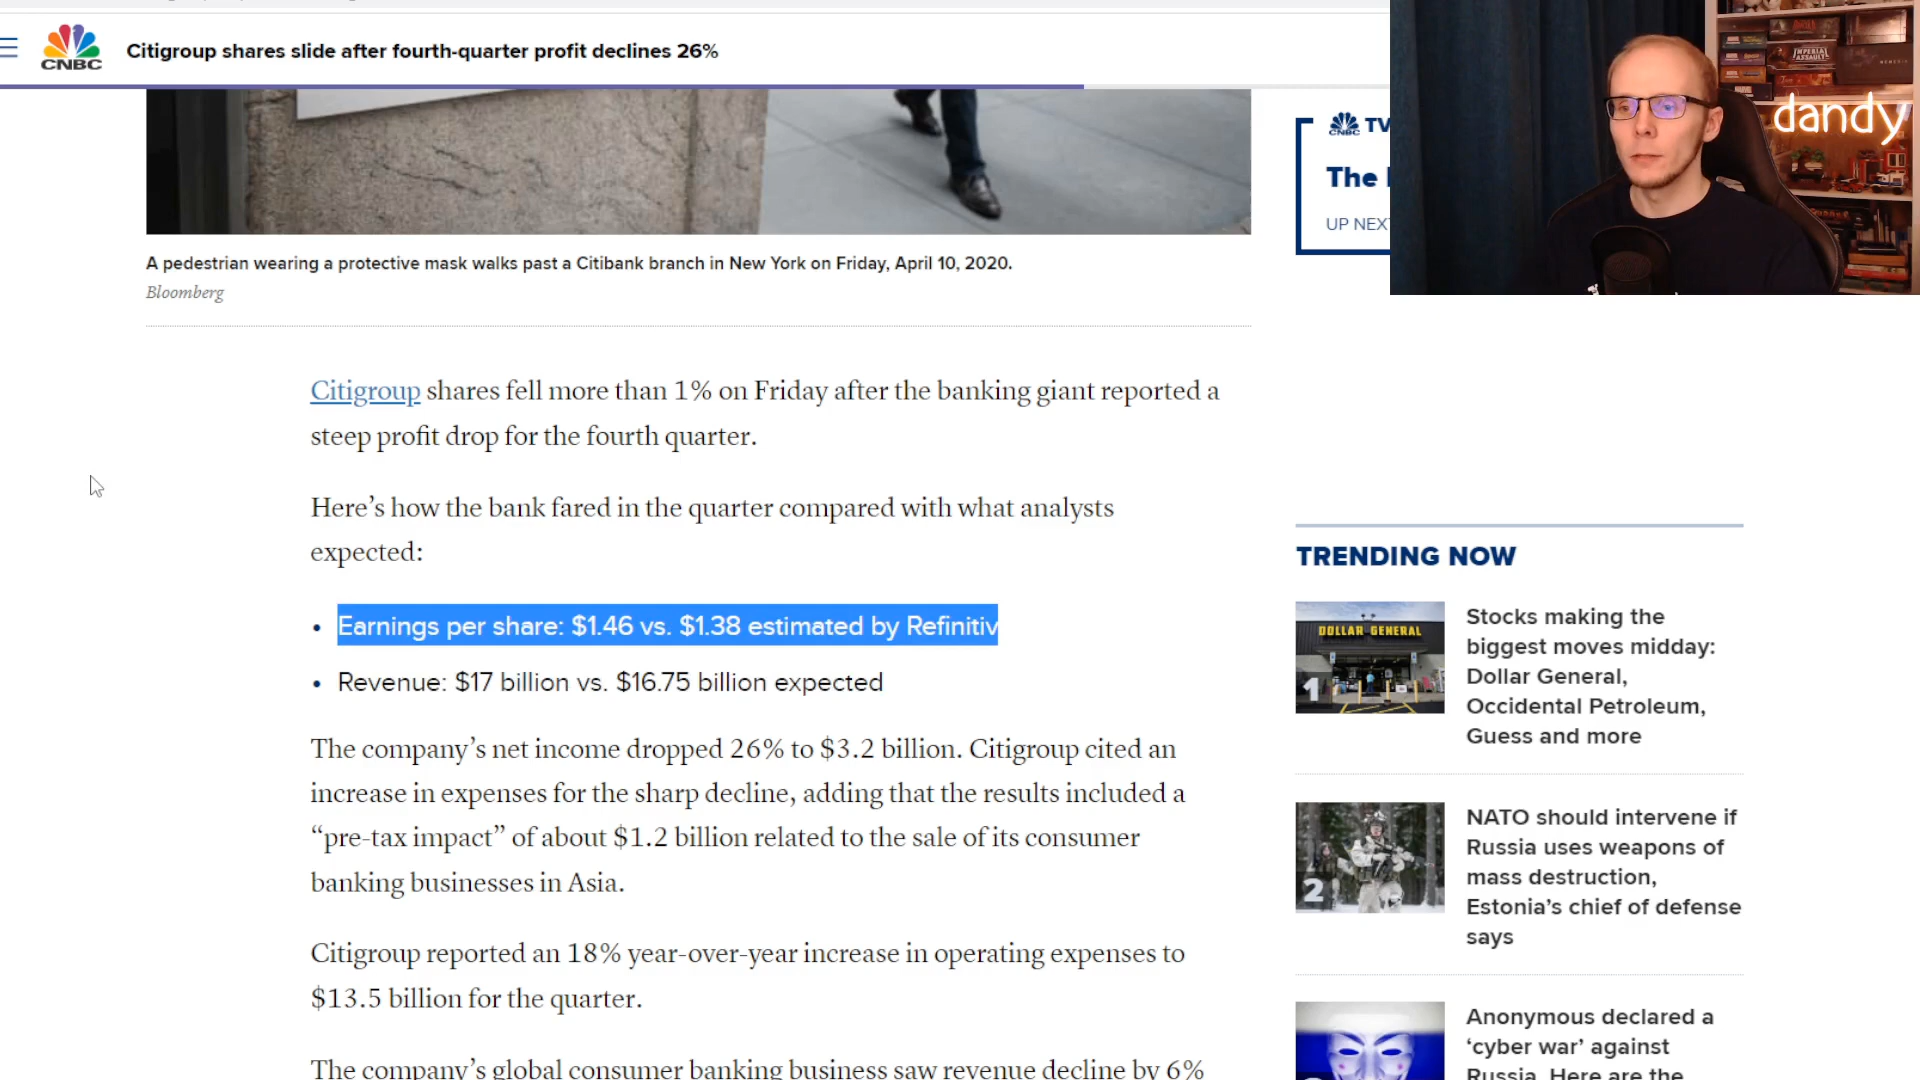 CNBC
Citigroup shares slide after fourth-quarter profit declines 26%
A pedestrian wearing a protective mask walks past a Citibank branch in New York on Friday, April 10, 2020.
Bloomberg
Citigroup shares fell more than 1% on Friday after the banking giant reported a
steep profit drop for the fourth quarter.
Here’s how the bank fared in the quarter compared with what analysts
expected:
• Earnings per share: $1.46 vs. $1.38 estimated by Refinitiv
• Revenue: $17 billion vs. $16.75 billion expected
The company’s net income dropped 26% to $3.2 billion. Citigroup cited an
increase in expenses for the sharp decline, adding that the results included a
“pre-tax impact” of about $1.2 billion related to the sale of its consumer
banking businesses in Asia.
Citigroup reported an 18% year-over-year increase in operating expenses to
$13.5 billion for the quarter.
The company’s global consumer banking business saw revenue decline by 6%
CNBC TV
The
UP NEX
dandy
IMPERIAL
ASSAULT
TRENDING NOW
DOLLAR GENERAL
1
Stocks making the
biggest moves midday:
Dollar General,
Occidental Petroleum,
Guess and more
2
NATO should intervene if
Russia uses weapons of
mass destruction,
Estonia’s chief of defense
says
Anonymous declared a
‘cyber war’ against
Russia. Here are the